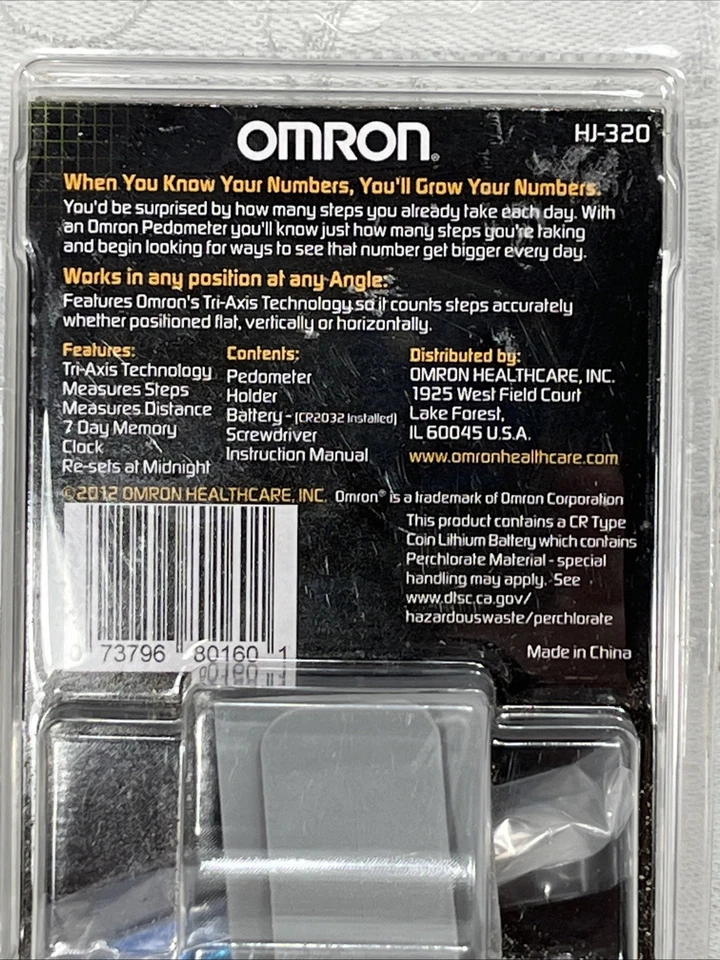 OMRON®
HJ-320
When You Know Your Numbers, You'll Grow Your Numbers.
You'd be surprised by how many steps you already take each day. With
an Omron Pedometer you'll know just how many steps you're taking
and begin looking for ways to see that number get bigger every day.
Works in any position at any Angle:
Features Omron's Tri-Axis Technology so it counts steps accurately
whether positioned flat, vertically or horizontally.
Features:
Tri-Axis Technology
Measures Steps
Measures Distance
7 Day Memory
Clock
Re-sets at Midnight
Contents:
Pedometer
Holder
Battery - (CR2032 Installed)
Screwdriver
Instruction Manual
Distributed by:
OMRON HEALTHCARE, INC.
1925 West Field Court
Lake Forest,
IL 60045 U.S.A.
www.omronhealthcare.com
©2012 OMRON HEALTHCARE, INC. Omron® is a trademark of Omron Corporation
This product contains a CR Type
Coin Lithium Battery which contains
Perchlorate Material - special
handling may apply. See
www.dtsc.ca.gov/
hazardouswaste/perchlorate
Made in China
0 73796 80160 1